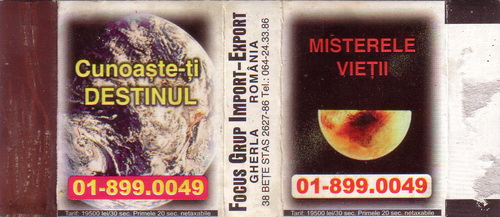 Cunoaște-ți
DESTINUL
01-899.0049
Tarif: 19500 lei/30 sec. Primele 20 sec. netaxabile
FOCUS GRUP IMPORT-EXPORT
GHERLA ROMÂNIA
38 BETE STAS 2627-86 Tel.: 064-24.33.86
MISTERELE
VIEȚII
01-899.0049
Tarif: 19500 lei/30 sec. Primele 20 sec. netaxabile